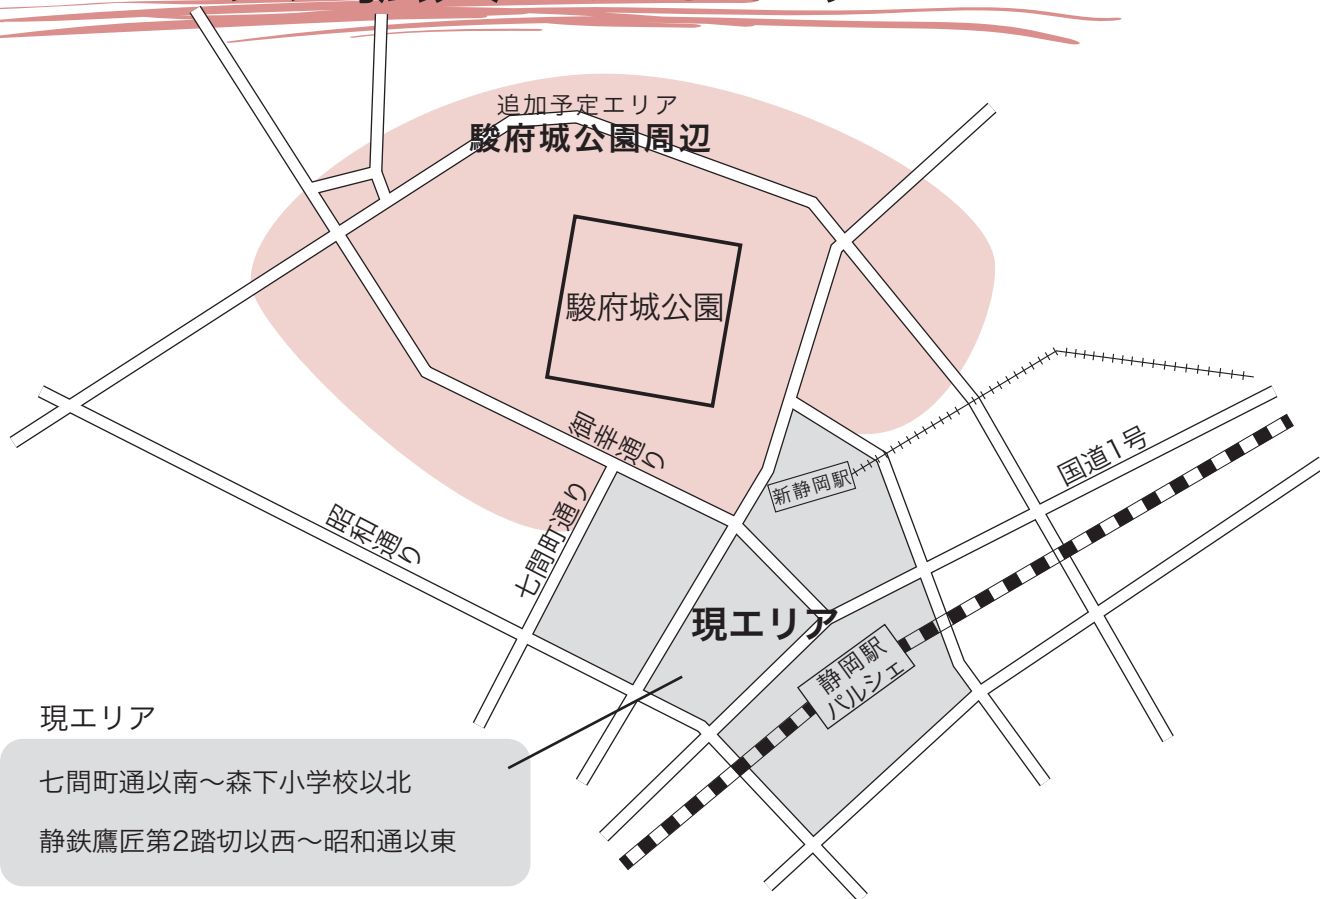 追加予定エリア
駿府城公園周辺
駿府城公園
御幸通り
新静岡駅
国道1号
七間町通り
昭和通り
現エリア
静岡駅
パルシェ
現エリア
七間町通以南〜森下小学校以北
静鉄鷹匠第2踏切以西〜昭和通以東